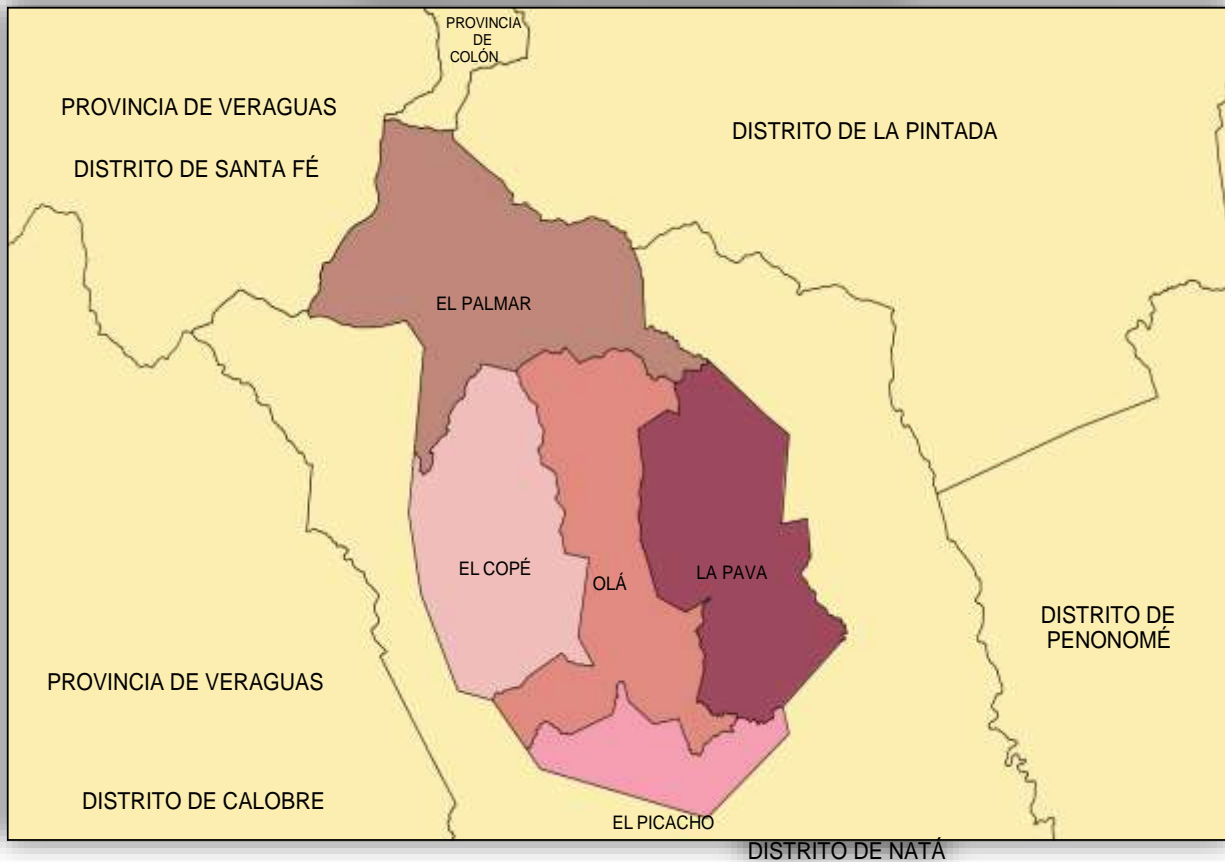 PROVINCIA
DE
COLÓN
PROVINCIA DE VERAGUAS
DISTRITO DE LA PINTADA
DISTRITO DE SANTA FÉ
EL PALMAR
EL COPÉ
OLÁ
LA PAVA
DISTRITO DE
PENONOMÉ
PROVINCIA DE VERAGUAS
DISTRITO DE CALOBRE
EL PICACHO
DISTRITO DE NATÁ